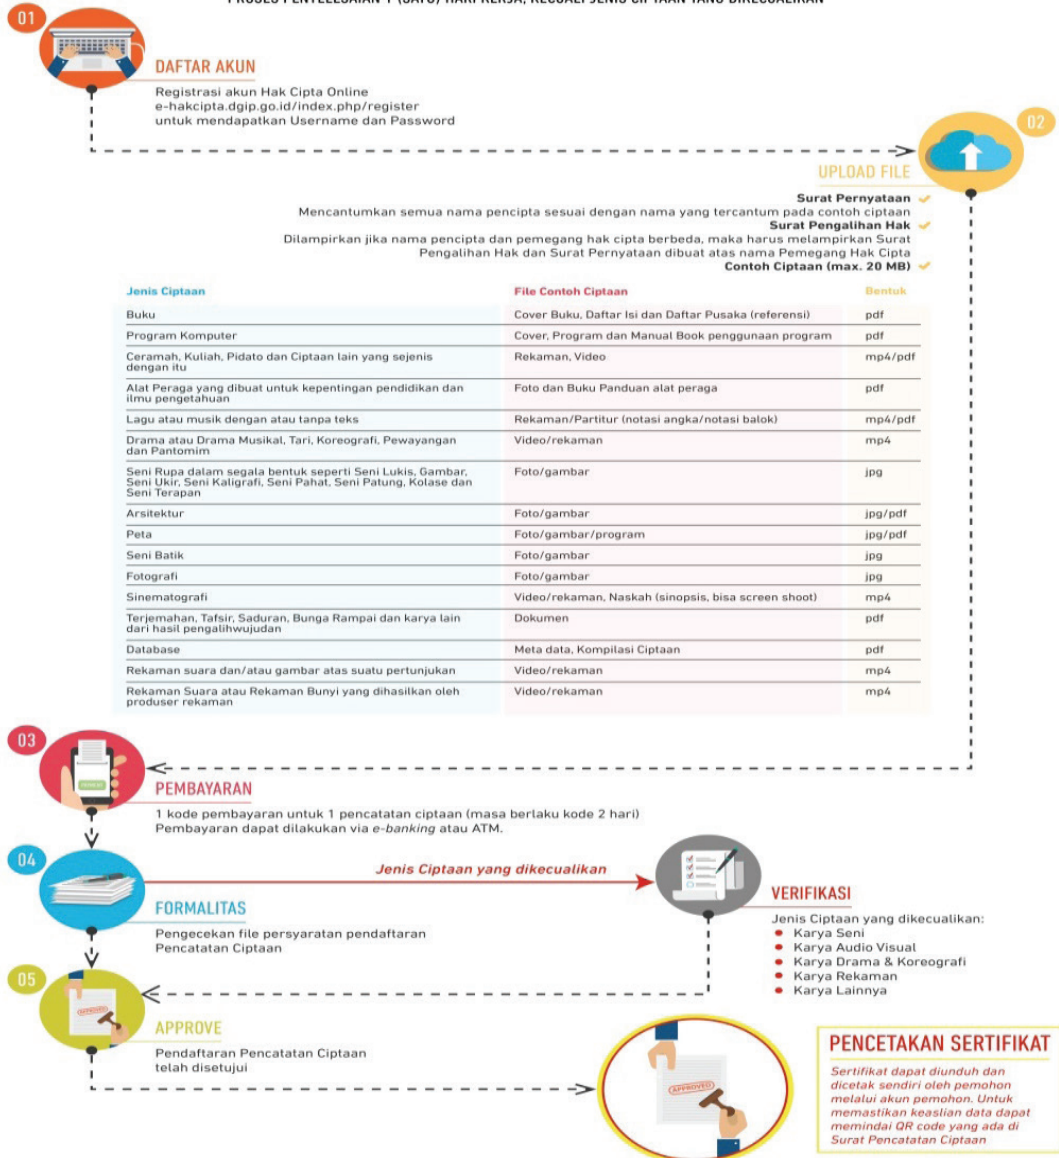 PROSES PENYELESAIAN 1 (SATU) HARI KERJA, KECUALI JENIS CIPTAAN YANG DIKECUALIKAN
01
DAFTAR AKUN
Registrasi akun Hak Cipta Online
e-hakcipta.dgip.go.id/index.php/register
untuk mendapatkan Username dan Password
02
UPLOAD FILE
Surat Pernyataan
Mencantumkan semua nama pencipta sesuai dengan nama yang tercantum pada contoh ciptaan
Surat Pengalihan Hak
Dilampirkan jika nama pencipta dan pemegang hak cipta berbeda, maka harus melampirkan Surat
Pengalihan Hak dan Surat Pernyataan dibuat atas nama Pemegang Hak Cipta
Contoh Ciptaan (max. 20 MB)
Jenis Ciptaan File Contoh Ciptaan Bentuk
Buku Cover Buku, Daftar Isi dan Daftar Pusaka (referensi) pdf
Program Komputer Cover, Program dan Manual Book penggunaan program pdf
Ceramah, Kuliah, Pidato dan Ciptaan lain yang sejenis Rekaman, Video mp4/pdf
dengan itu
Alat Peraga yang dibuat untuk kepentingan pendidikan dan Foto dan Buku Panduan alat peraga pdf
ilmu pengetahuan
Lagu atau musik dengan atau tanpa teks Rekaman/Partitur (notasi angka/notasi balok) mp4/pdf
Drama atau Drama Musikal, Tari, Koreografi, Pewayangan Video/rekaman mp4
dan Pantomim
Seni Rupa dalam segala bentuk seperti Seni Lukis, Gambar, Foto/gambar jpg
Seni Ukir, Seni Kaligrafi, Seni Pahat, Seni Patung, Kolase dan
Seni Terapan
Arsitektur Foto/gambar jpg/pdf
Peta Foto/gambar/program jpg/pdf
Seni Batik Foto/gambar jpg
Fotografi Foto/gambar jpg
Sinematografi Video/rekaman, Naskah (sinopsis, bisa screen shoot) mp4
Terjemahan, Tafsir, Saduran, Bunga Rampai dan karya lain Dokumen pdf
dari hasil pengalihwujudan
Database Meta data, Kompilasi Ciptaan pdf
Rekaman suara dan/atau gambar atas suatu pertunjukan Video/rekaman mp4
Rekaman Suara atau Rekaman Bunyi yang dihasilkan oleh Video/rekaman mp4
produser rekaman
03
PEMBAYARAN
1 kode pembayaran untuk 1 pencatatan ciptaan (masa berlaku kode 2 hari)
Pembayaran dapat dilakukan via e-banking atau ATM.
04
Jenis Ciptaan yang dikecualikan
FORMALITAS
Pengecekan file persyaratan pendaftaran
Pencatatan Ciptaan
VERIFIKASI
Jenis Ciptaan yang dikecualikan:
Karya Seni
Karya Audio Visual
Karya Drama & Koreografi
Karya Rekaman
Karya Lainnya
05
APPROVED
APPROVE
Pendaftaran Pencatatan Ciptaan
telah disetujui
APPROVED
PENCETAKAN SERTIFIKAT
Sertifikat dapat diunduh dan
dicetak sendiri oleh pemohon
melalui akun pemohon. Untuk
memastikan keaslian data dapat
memindai QR code yang ada di
Surat Pencatatan Ciptaan